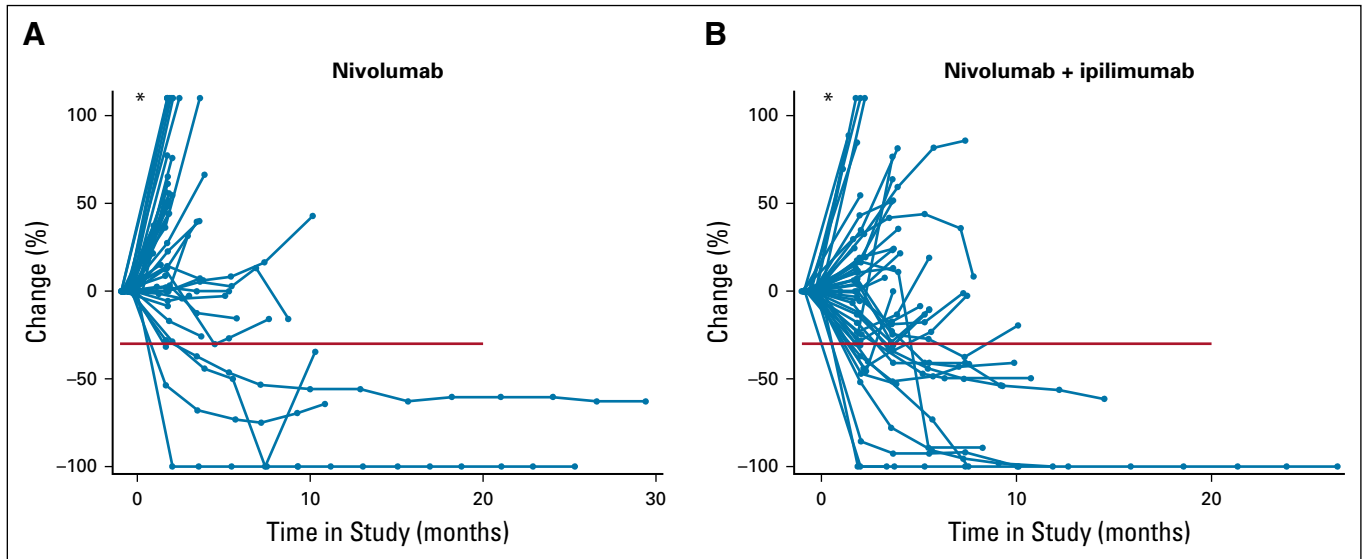 A
Nivolumab
*
100
50
0
−50
−100
Change (%)
0
10
20
30
Time in Study (months)
B
Nivolumab + ipilimumab
*
100
50
0
−50
−100
Change (%)
0
10
20
Time in Study (months)